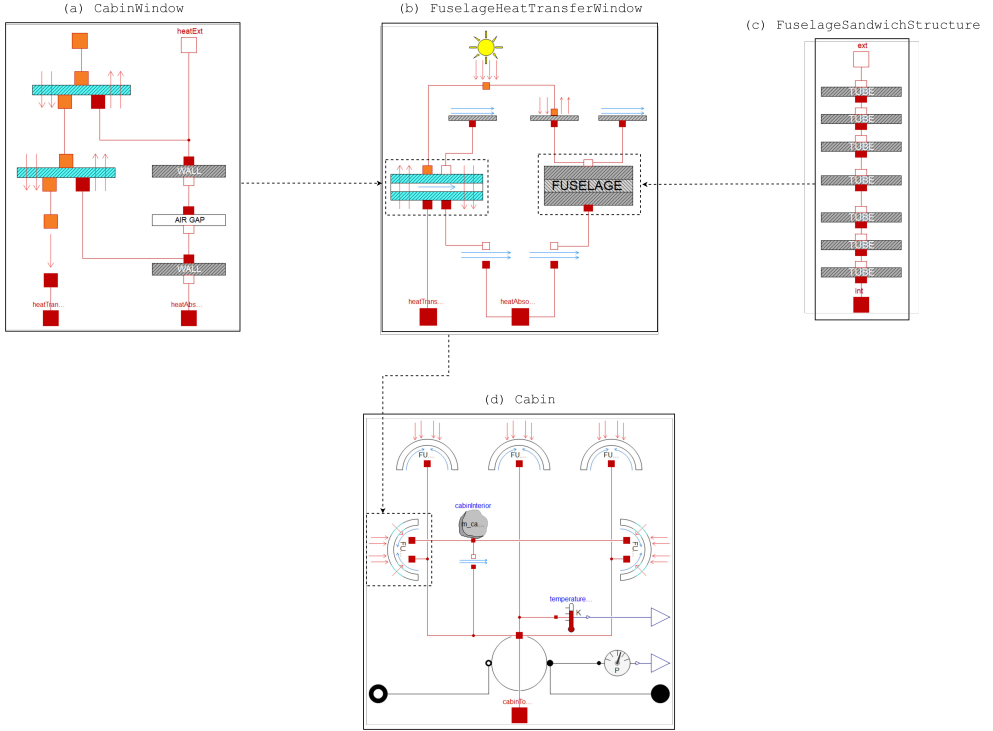 (a) CabinWindow
heatExt
WALL
AIR GAP
WALL
heatTran...
heatAbs...
(b) FuselageHeatTransferWindow
FUSELAGE
heatTrans...
heatAbso...
(c) FuselageSandwichStructure
ext
TUBE
TUBE
TUBE
TUBE
TUBE
TUBE
TUBE
int
(d) Cabin
FU...
FU...
FU...
cabinInterior
m_ca...
FU...
FU...
temperature...
K
P
cabinTo...